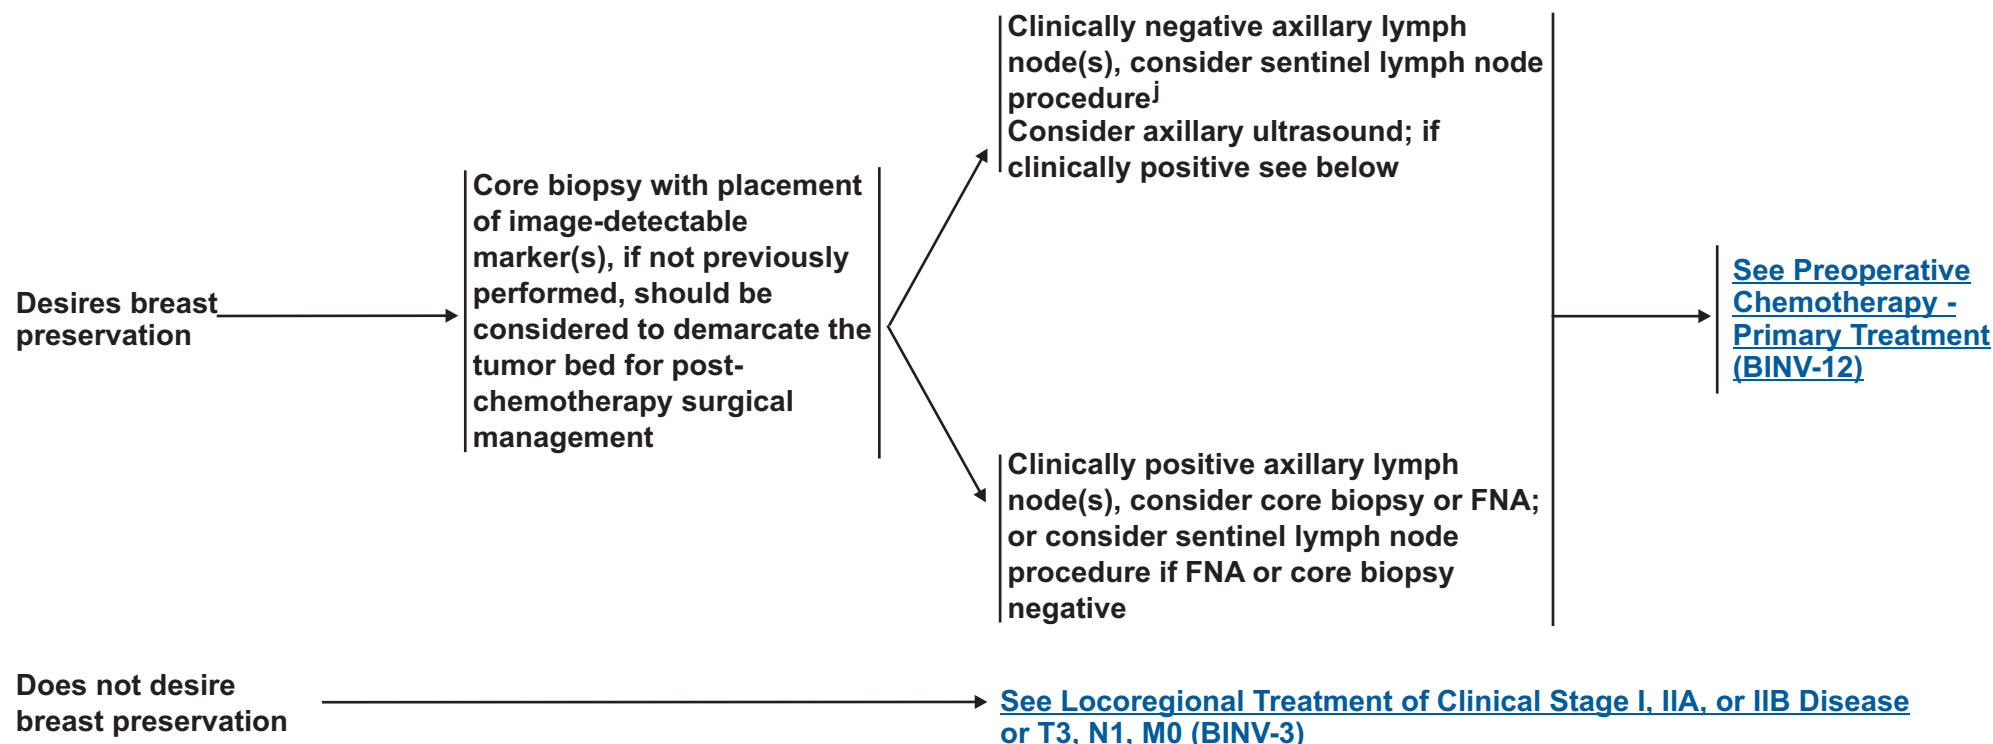 Desires breast
preservation
Core biopsy with placement
of image-detectable
marker(s), if not previously
performed, should be
considered to demarcate the
tumor bed for post-
chemotherapy surgical
management
Clinically negative axillary lymph
node(s), consider sentinel lymph node
procedurej
Consider axillary ultrasound; if
clinically positive see below
Clinically positive axillary lymph
node(s), consider core biopsy or FNA;
or consider sentinel lymph node
procedure if FNA or core biopsy
negative
See Preoperative
Chemotherapy -
Primary Treatment
(BINV-12)
Does not desire
breast preservation
See Locoregional Treatment of Clinical Stage I, IIA, or IIB Disease
or T3, N1, M0 (BINV-3)